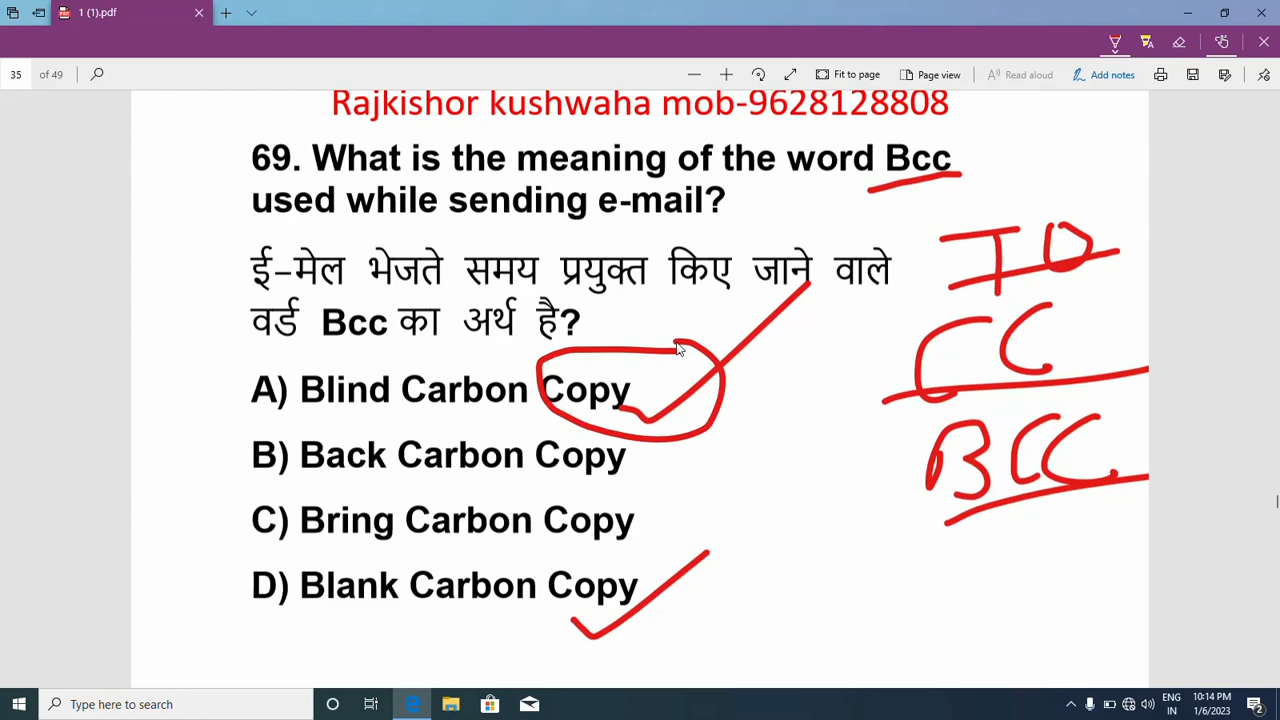 1 (1).pdf
35 of 49 Fit to page Page view Read aloud Add notes
Rajkishor kushwaha mob-9628128808
69. What is the meaning of the word Bcc
used while sending e-mail?
ई-मेल भेजते समय प्रयुक्त किए जाने वाले
वर्ड Bcc का अर्थ है?
A) Blind Carbon Copy
B) Back Carbon Copy
C) Bring Carbon Copy
D) Blank Carbon Copy
TO
CC
BCC
Type here to search
ENG 10:14 PM
IN 1/6/2023
2